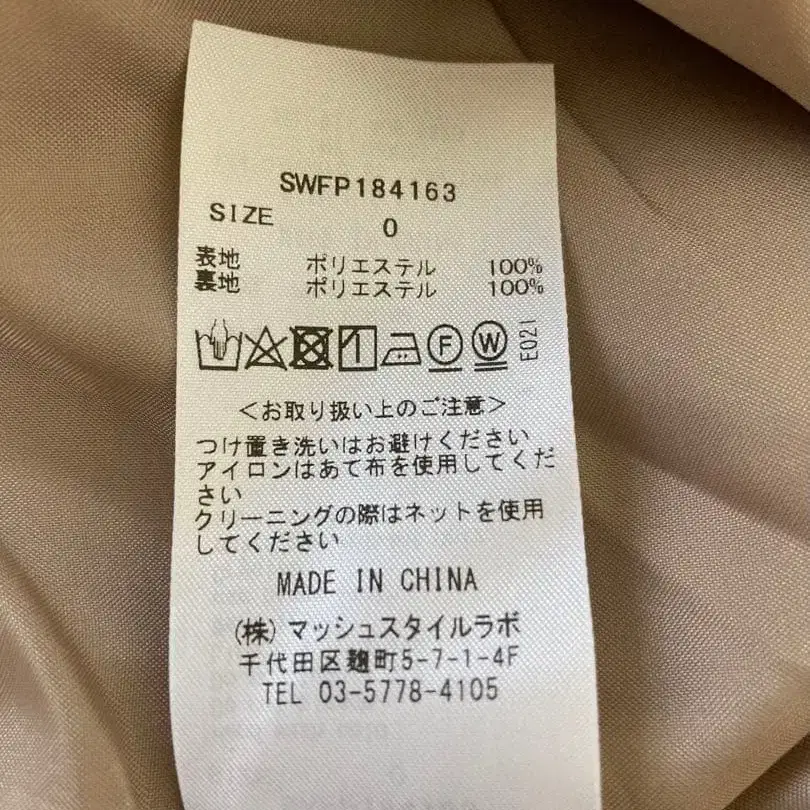 SWFP184163
SIZE 0
表地 ポリエステル 100%
裏地 ポリエステル 100%
F W E021
<お取り扱い上のご注意>
つけ置き洗いはお避けください
アイロンはあて布を使用してくだ
さい
クリーニングの際はネットを使用
してください
MADE IN CHINA
(株)マッシュスタイルラボ
千代田区麹町5-7-1-4F
TEL 03-5778-4105